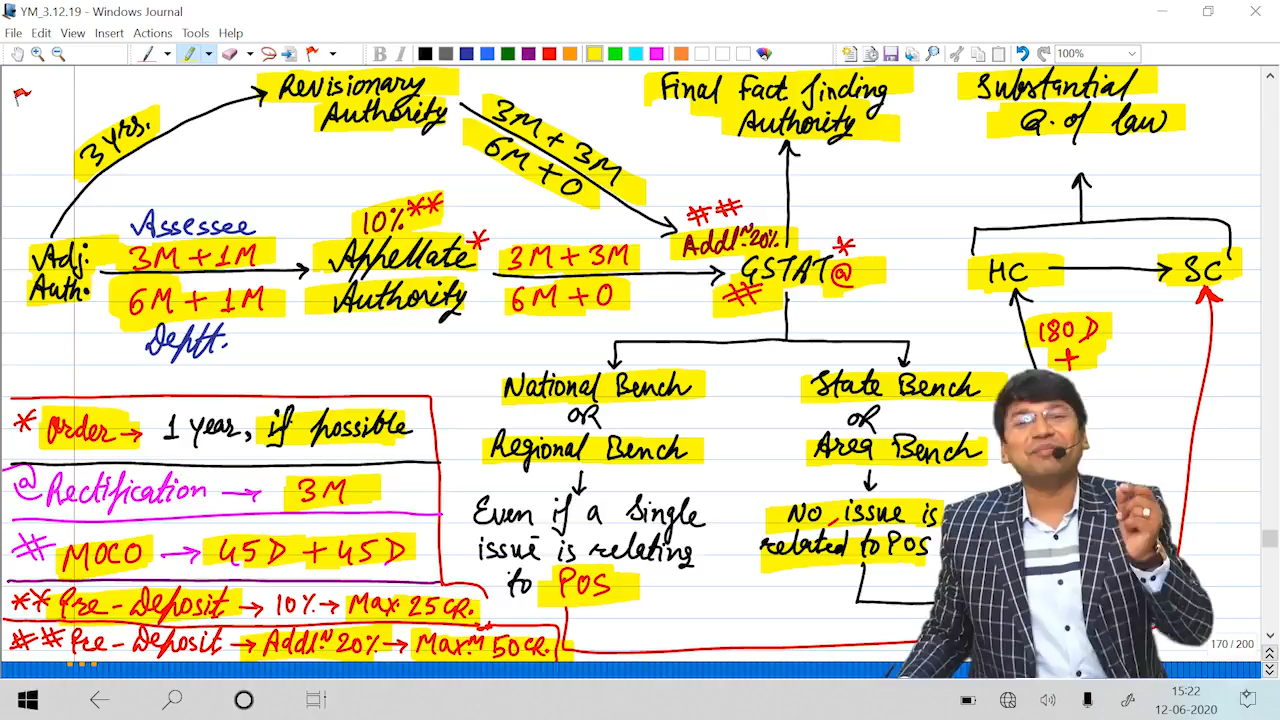 YM_3.12.19 - Windows Journal
File Edit View Insert Actions Tools Help
B I 100%
Revisionary
Authority
3 yrs.
3M + 3M
6M + 0
Final Fact finding
Authority
Substantial
Q. of law
Adj.
Auth.
Assessee
3M + 1M
6M + 1M
Deptt.
10%**
Appellate*
Authority
3M + 3M
6M + 0
##
Addl.N 20%
GSTAT@*
##
HC
SC
180 D
+
National Bench
OR
Regional Bench
Even if a Single
issue is relating
to POS
State Bench
OR
Area Bench
No, issue is
related to POS
* Order → 1 year, if possible
@ Rectification → 3M
# MOCO → 45D + 45D
** Pre-Deposit → 10% → Max. 25 CR.
## Pre-Deposit → Addl.N 20% → Max.M 50 CR.
170 / 200
15:22
12-06-2020